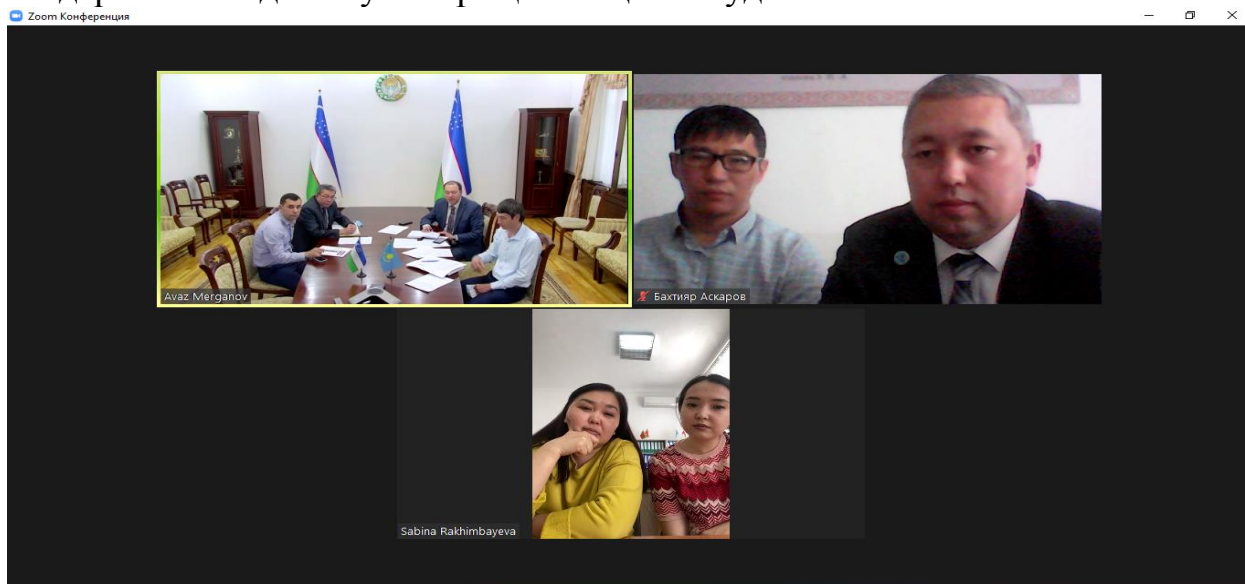 Zoom Конференция
Avaz Merganov
Бахтияр Аскаров
Sabina Rakhimbayeva